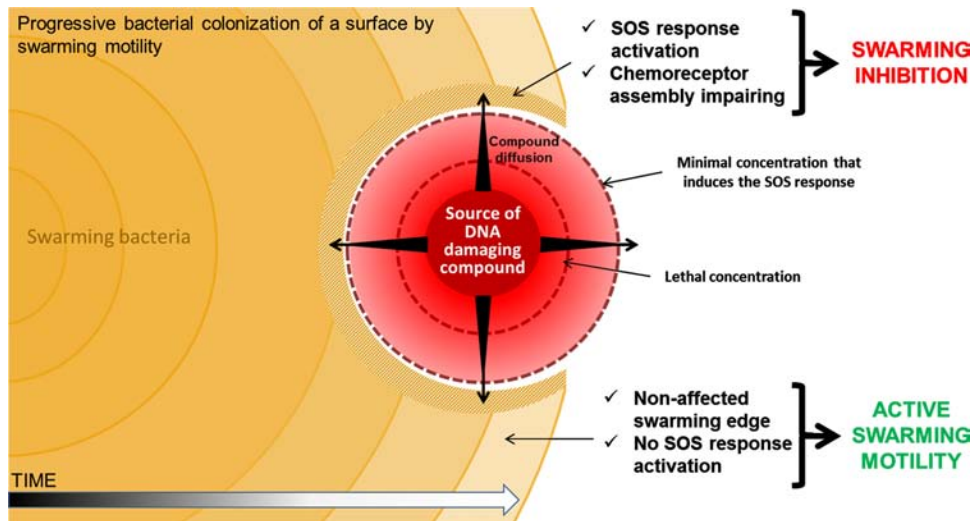 Progressive bacterial colonization of a surface by
swarming motility
✓ SOS response
activation
✓ Chemoreceptor
assembly impairing
SWARMING
INHIBITION
Compound
diffusion
Minimal concentration that
induces the SOS response
Swarming bacteria
Source of
DNA
damaging
compound
Lethal concentration
✓ Non-affected
swarming edge
✓ No SOS response
activation
ACTIVE
SWARMING
MOTILITY
TIME